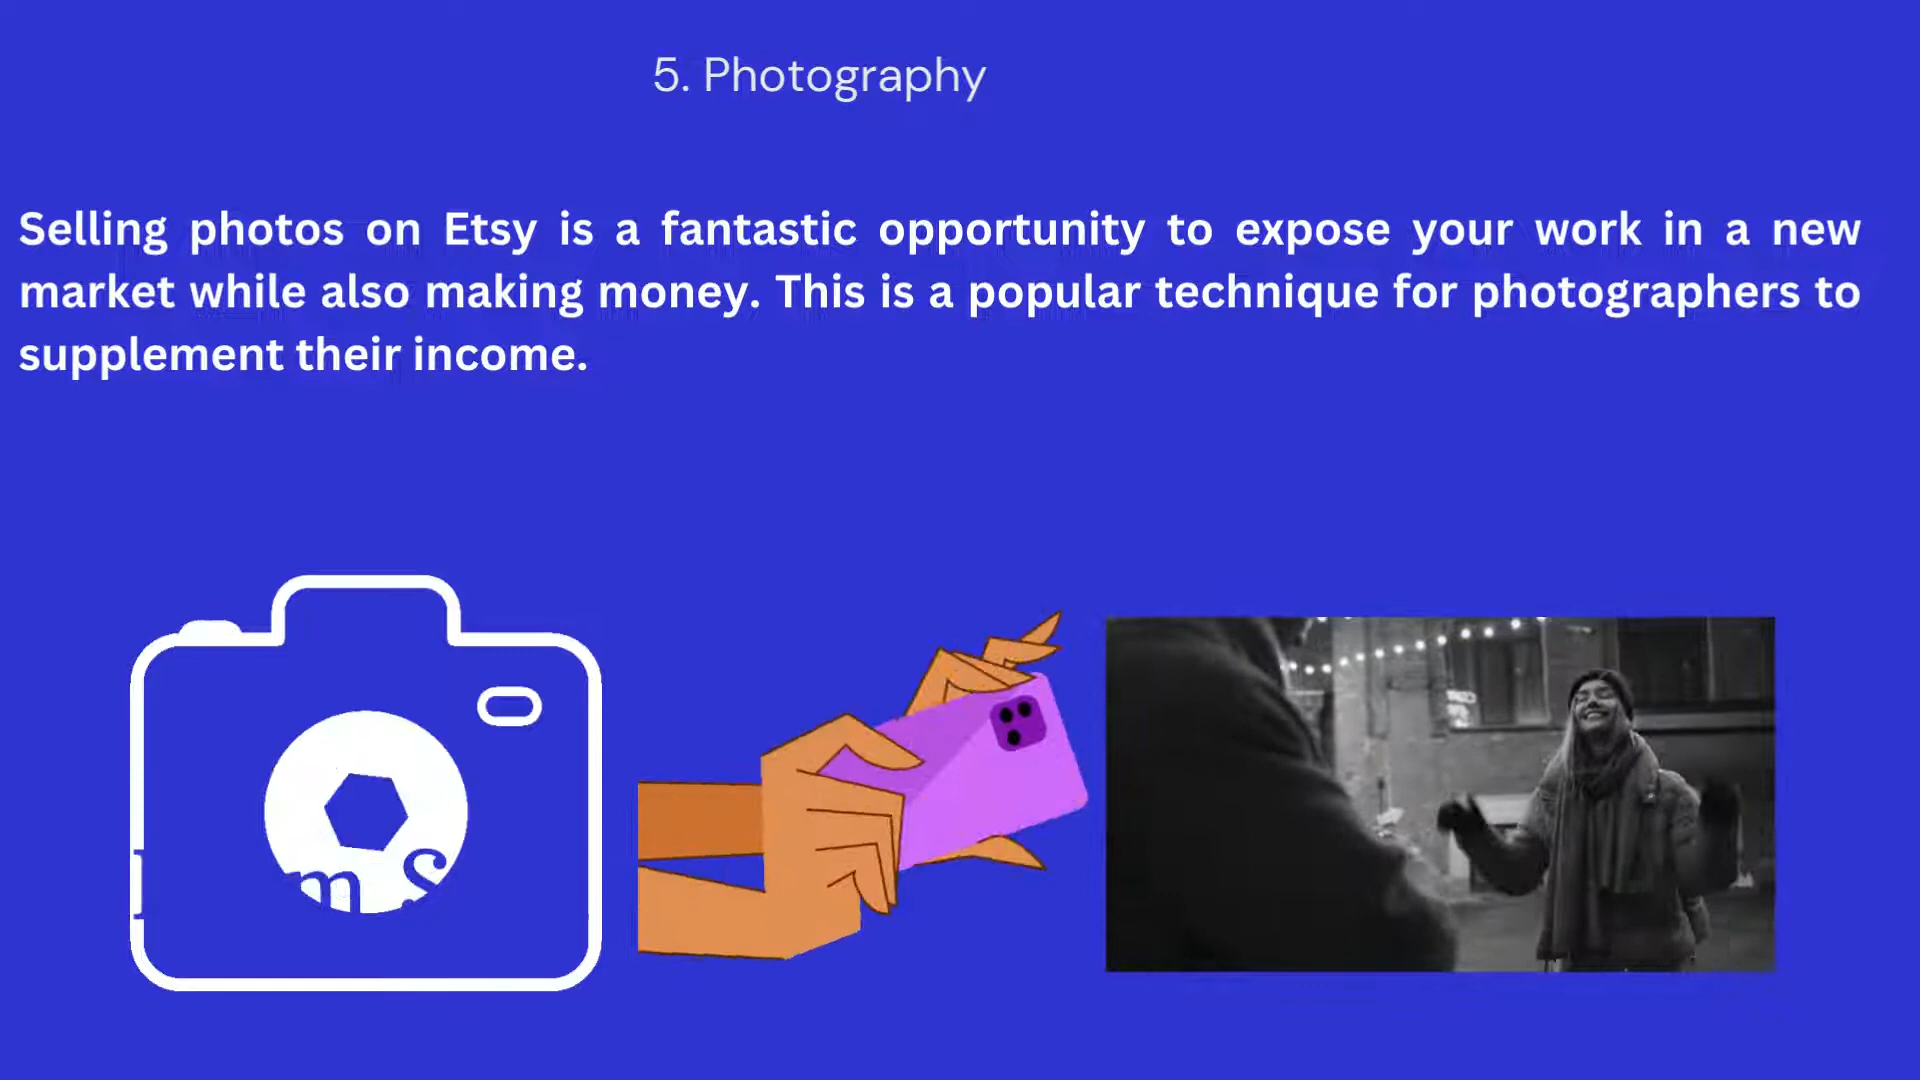 5. Photography
Selling photos on Etsy is a fantastic opportunity to expose your work in a new
market while also making money. This is a popular technique for photographers to
supplement their income.